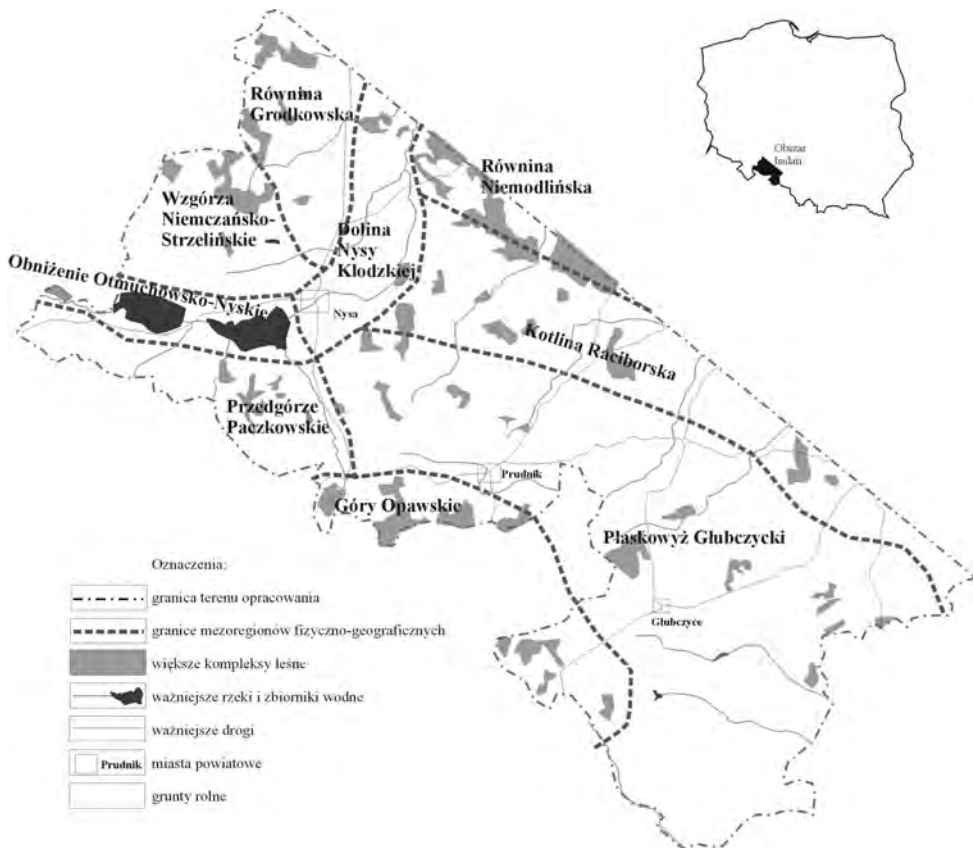 Równina
Grodkowska
Obszar
badań
Równina
Niemodlińska
Wzgórza
Niemczańsko-
Strzelińskie
Dolina
Nysy
Kłodzkiej
Obniżenie Otmuchowsko-Nyskie
Nysa
Kotlina Raciborska
Przedgórze
Paczkowskie
Prudnik
Góry Opawskie
Płaskowyż Głubczycki
Głubczyce
Oznaczenia:
granica terenu opracowania
granice mezoregionów fizyczno-geograficznych
większe kompleksy leśne
ważniejsze rzeki i zbiorniki wodne
ważniejsze drogi
Prudnik miasta powiatowe
grunty rolne